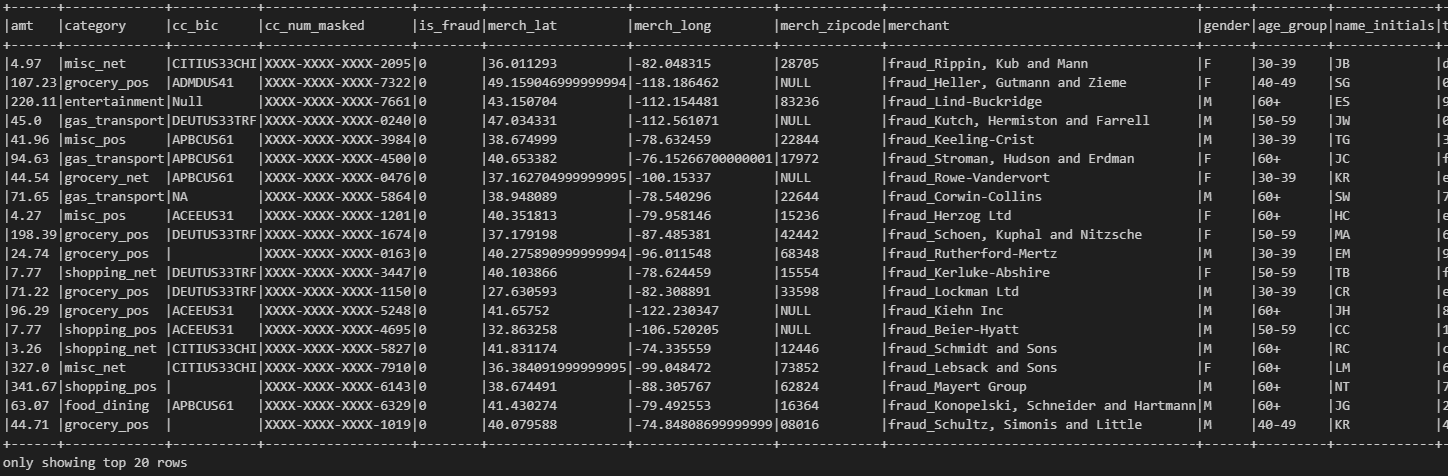 +------+-------------+-----------+-------------------+--------+------------------+------------------+-------------+---------------------------------------+------+---------+-------------+-
|amt   |category     |cc_bic     |cc_num_masked      |is_fraud|merch_lat         |merch_long        |merch_zipcode|merchant                               |gender|age_group|name_initials|t
+------+-------------+-----------+-------------------+--------+------------------+------------------+-------------+---------------------------------------+------+---------+-------------+-
|4.97  |misc_net     |CITIUS33CHI|XXXX-XXXX-XXXX-2095|0       |36.011293         |-82.048315        |28705        |fraud_Rippin, Kub and Mann             |F     |30-39    |JB           |d
|107.23|grocery_pos  |ADMDUS41   |XXXX-XXXX-XXXX-7322|0       |49.159046999999994|-118.186462       |NULL         |fraud_Heller, Gutmann and Zieme        |F     |40-49    |SG           |0
|220.11|entertainment|Null       |XXXX-XXXX-XXXX-7661|0       |43.150704         |-112.154481       |83236        |fraud_Lind-Buckridge                   |M     |60+      |ES           |9
|45.0  |gas_transport|DEUTUS33TRF|XXXX-XXXX-XXXX-0240|0       |47.034331         |-112.561071       |NULL         |fraud_Kutch, Hermiston and Farrell     |M     |50-59    |JW           |0
|41.96 |misc_pos     |APBCUS61   |XXXX-XXXX-XXXX-3984|0       |38.674999         |-78.632459        |22844        |fraud_Keeling-Crist                    |M     |30-39    |TG           |3
|94.63 |gas_transport|APBCUS61   |XXXX-XXXX-XXXX-4500|0       |40.653382         |-76.15266700000001|17972        |fraud_Stroman, Hudson and Erdman       |F     |60+      |JC           |f
|44.54 |grocery_net  |APBCUS61   |XXXX-XXXX-XXXX-0476|0       |37.162704999999995|-100.15337        |NULL         |fraud_Rowe-Vandervort                  |F     |30-39    |KR           |e
|71.65 |gas_transport|NA         |XXXX-XXXX-XXXX-5864|0       |38.948089         |-78.540296        |22644        |fraud_Corwin-Collins                   |M     |60+      |SW           |7
|4.27  |misc_pos     |ACEEUS31   |XXXX-XXXX-XXXX-1201|0       |40.351813         |-79.958146        |15236        |fraud_Herzog Ltd                       |F     |60+      |HC           |e
|198.39|grocery_pos  |DEUTUS33TRF|XXXX-XXXX-XXXX-1674|0       |37.179198         |-87.485381        |42442        |fraud_Schoen, Kuphal and Nitzsche      |F     |50-59    |MA           |6
|24.74 |grocery_pos  |           |XXXX-XXXX-XXXX-0163|0       |40.275890999999994|-96.011548        |68348        |fraud_Rutherford-Mertz                 |M     |30-39    |EM           |9
|7.77  |shopping_net |DEUTUS33TRF|XXXX-XXXX-XXXX-3447|0       |40.103866         |-78.624459        |15554        |fraud_Kerluke-Abshire                  |F     |50-59    |TB           |f
|71.22 |grocery_pos  |DEUTUS33TRF|XXXX-XXXX-XXXX-1150|0       |27.630593         |-82.308891        |33598        |fraud_Lockman Ltd                      |M     |30-39    |CR           |e
|96.29 |grocery_pos  |ACEEUS31   |XXXX-XXXX-XXXX-5248|0       |41.65752          |-122.230347       |NULL         |fraud_Kiehn Inc                        |M     |60+      |JH           |8
|7.77  |shopping_pos |ACEEUS31   |XXXX-XXXX-XXXX-4695|0       |32.863258         |-106.520205       |NULL         |fraud_Beier-Hyatt                      |M     |50-59    |CC           |1
|3.26  |shopping_net |CITIUS33CHI|XXXX-XXXX-XXXX-5827|0       |41.831174         |-74.335559        |12446        |fraud_Schmidt and Sons                 |M     |60+      |RC           |c
|327.0 |misc_net     |CITIUS33CHI|XXXX-XXXX-XXXX-7910|0       |36.384091999999995|-99.048472        |73852        |fraud_Lebsack and Sons                 |F     |60+      |LM           |6
|341.67|shopping_pos |           |XXXX-XXXX-XXXX-6143|0       |38.674491         |-88.305767        |62824        |fraud_Mayert Group                     |M     |60+      |NT           |7
|63.07 |food_dining  |APBCUS61   |XXXX-XXXX-XXXX-6329|0       |41.430274         |-79.492553        |16364        |fraud_Konopelski, Schneider and Hartmann|M     |60+      |JG           |2
|44.71 |grocery_pos  |           |XXXX-XXXX-XXXX-1019|0       |40.079588         |-74.84808699999999|08016        |fraud_Schultz, Simonis and Little      |M     |40-49    |KR           |4
+------+-------------+-----------+-------------------+--------+------------------+------------------+-------------+---------------------------------------+------+---------+-------------+-
only showing top 20 rows